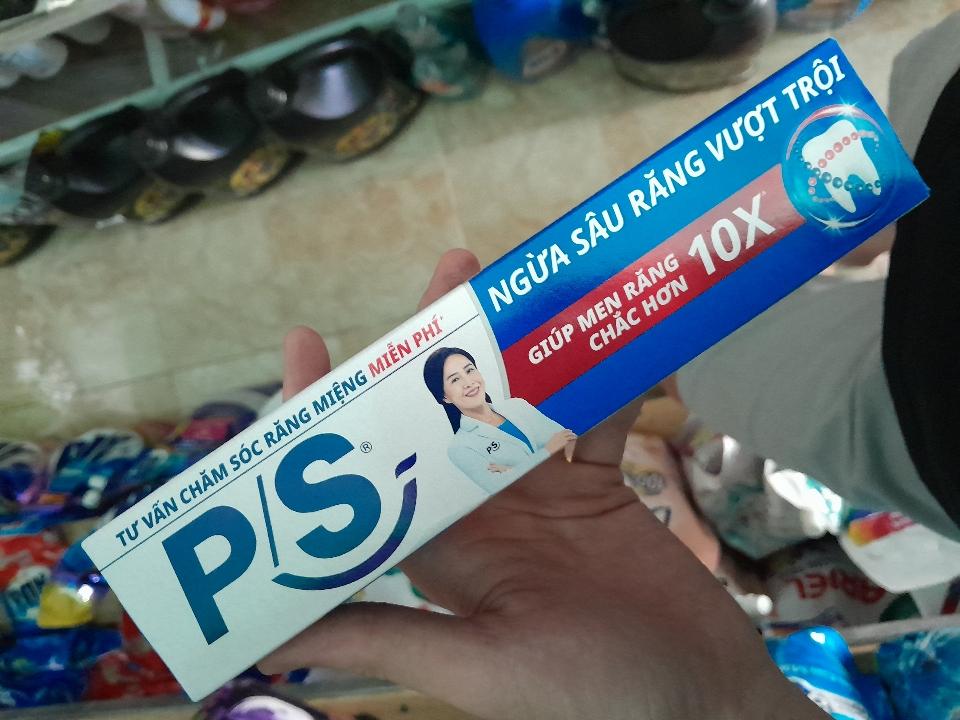 TƯ VẤN CHĂM SÓC RĂNG MIỆNG MIỄN PHÍ*
P/S®
P/S
NGỪA SÂU RĂNG VƯỢT TRỘI
GIÚP MEN RĂNG
CHẮC HƠN
10X*
ARIEL